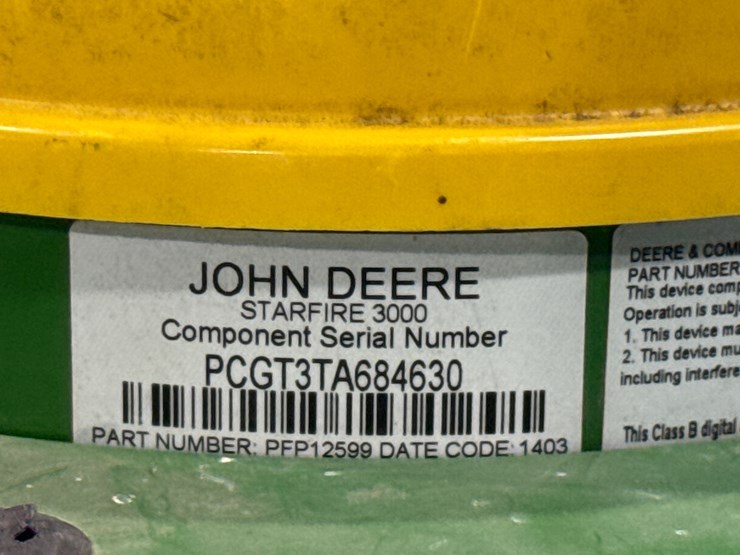 JOHN DEERE
STARFIRE 3000
Component Serial Number
PCGT3TA684630
PART NUMBER: PFP12599 DATE CODE: 1403
DEERE & COM
PART NUMBER
This device comp
Operation is subj
1. This device ma
2. This device mu
including interfere
This Class B digital